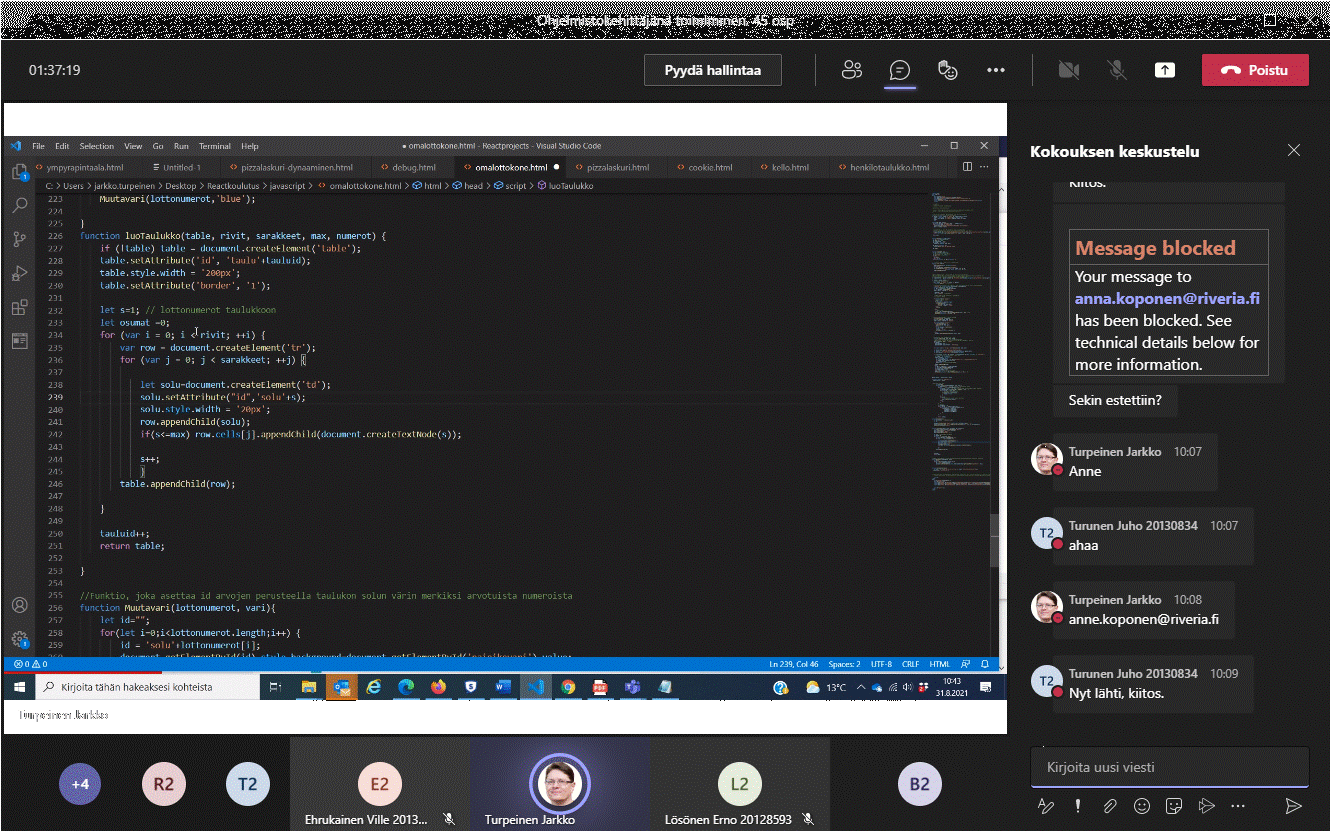 Ohjelmistokehittäjänä toimiminen, 45 osp
01:37:19
Pyydä hallintaa
Poistu
File Edit Selection View Go Run Terminal Help
● omalottokone.html - Reactprojects - Visual Studio Code
ympyrapintaala.html
Untitled-1
pizzalaskuri-dynaaminen.html
debug.html
omalottokone.html ●
pizzalaskuri.html
cookie.html
kello.html
henkilotaulukko.html
C: > Users > jarkko.turpeinen > Desktop > Reactkoulutus > javascript > omalottokone.html > html > head > script > luoTaulukko
223 Muutavari(lottonumerot,'blue');
224
225 }
226 function luoTaulukko(table, rivit, sarakkeet, max, numerot) {
227 if (!table) table = document.createElement('table');
228 table.setAttribute('id', 'taulu'+tauluid);
229 table.style.width = '200px';
230 table.setAttribute('border', '1');
231
232 let s=1; // lottonumerot taulukkoon
233 let osumat =0;
234 for (var i = 0; i < rivit; ++i) {
235 var row = document.createElement('tr');
236 for (var j = 0; j < sarakkeet; ++j) {
237
238 let solu=document.createElement('td');
239 solu.setAttribute("id",'solu'+s);
240 solu.style.width = '20px';
241 row.appendChild(solu);
242 if(s<=max) row.cells[j].appendChild(document.createTextNode(s));
243
244 s++;
245 }
246 table.appendChild(row);
247
248 }
249
250 tauluid++;
251 return table;
252
253 }
254
255 //Funktio, joka asettaa id arvojen perusteella taulukon solun värin merkiksi arvotuista numeroista
256 function Muutavari(lottonumerot, vari){
257 let id="";
258 for(let i=0;i<lottonumerot.length;i++) {
259 id = 'solu'+lottonumerot[i];
260 document.getElementById(id).style.background=document.getElementById('painikevari').value;
0 0
Ln 239, Col 46 Spaces: 2 UTF-8 CRLF HTML
Kirjoita tähän hakeaksesi kohteista
13°C
10:43
31.8.2021
Turpeinen Jarkko
+4
R2
T2
E2
Ehrukainen Ville 2013...
Turpeinen Jarkko
L2
Lösönen Erno 20128593
B2
Kokouksen keskustelu
Kiitos.
Message blocked
Your message to
anna.koponen@riveria.fi
has been blocked. See
technical details below for
more information.
Sekin estettiin?
Turpeinen Jarkko 10:07
Anne
T2
Turunen Juho 20130834 10:07
ahaa
Turpeinen Jarkko 10:08
anne.koponen@riveria.fi
T2
Turunen Juho 20130834 10:09
Nyt lähti, kiitos.
Kirjoita uusi viesti